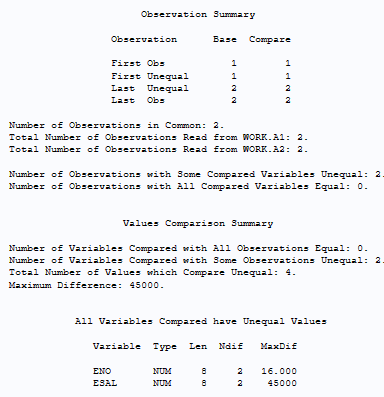 Observation Summary
Observation Base Compare
First Obs 1 1
First Unequal 1 1
Last Unequal 2 2
Last Obs 2 2
Number of Observations in Common: 2.
Total Number of Observations Read from WORK.A1: 2.
Total Number of Observations Read from WORK.A2: 2.
Number of Observations with Some Compared Variables Unequal: 2.
Number of Observations with All Compared Variables Equal: 0.
Values Comparison Summary
Number of Variables Compared with All Observations Equal: 0.
Number of Variables Compared with Some Observations Unequal: 2.
Total Number of Values which Compare Unequal: 4.
Maximum Difference: 45000.
All Variables Compared have Unequal Values
Variable Type Len Ndif MaxDif
ENO NUM 8 2 16.000
ESAL NUM 8 2 45000